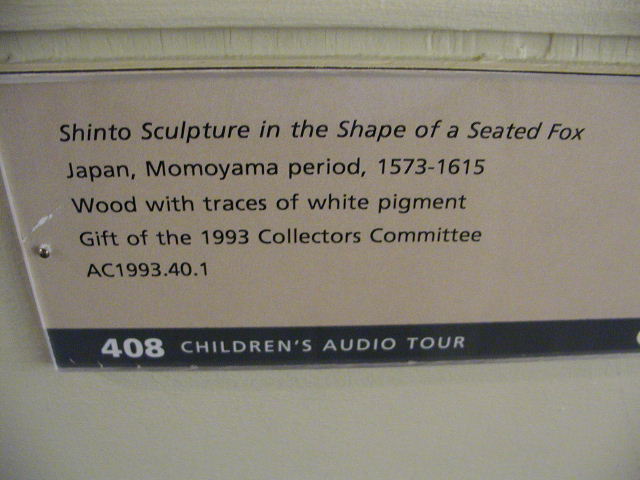 Shinto Sculpture in the Shape of a Seated Fox
Japan, Momoyama period, 1573-1615
Wood with traces of white pigment
Gift of the 1993 Collectors Committee
AC1993.40.1
408 CHILDREN'S AUDIO TOUR